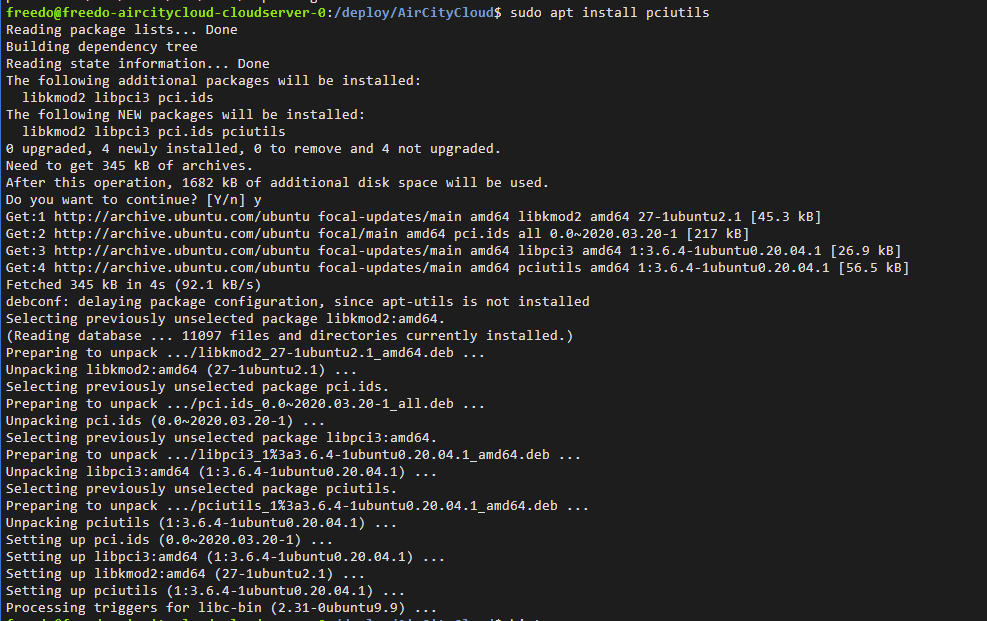 freedo@freedo-aircitycloud-cloudserver-0:/deploy/AirCityCloud$ sudo apt install pciutils
Reading package lists... Done
Building dependency tree
Reading state information... Done
The following additional packages will be installed:
  libkmod2 libpci3 pci.ids
The following NEW packages will be installed:
  libkmod2 libpci3 pci.ids pciutils
0 upgraded, 4 newly installed, 0 to remove and 4 not upgraded.
Need to get 345 kB of archives.
After this operation, 1682 kB of additional disk space will be used.
Do you want to continue? [Y/n] y
Get:1 http://archive.ubuntu.com/ubuntu focal-updates/main amd64 libkmod2 amd64 27-1ubuntu2.1 [45.3 kB]
Get:2 http://archive.ubuntu.com/ubuntu focal/main amd64 pci.ids all 0.0~2020.03.20-1 [217 kB]
Get:3 http://archive.ubuntu.com/ubuntu focal-updates/main amd64 libpci3 amd64 1:3.6.4-1ubuntu0.20.04.1 [26.9 kB]
Get:4 http://archive.ubuntu.com/ubuntu focal-updates/main amd64 pciutils amd64 1:3.6.4-1ubuntu0.20.04.1 [56.5 kB]
Fetched 345 kB in 4s (92.1 kB/s)
debconf: delaying package configuration, since apt-utils is not installed
Selecting previously unselected package libkmod2:amd64.
(Reading database ... 11097 files and directories currently installed.)
Preparing to unpack .../libkmod2_27-1ubuntu2.1_amd64.deb ...
Unpacking libkmod2:amd64 (27-1ubuntu2.1) ...
Selecting previously unselected package pci.ids.
Preparing to unpack .../pci.ids_0.0~2020.03.20-1_all.deb ...
Unpacking pci.ids (0.0~2020.03.20-1) ...
Selecting previously unselected package libpci3:amd64.
Preparing to unpack .../libpci3_1%3a3.6.4-1ubuntu0.20.04.1_amd64.deb ...
Unpacking libpci3:amd64 (1:3.6.4-1ubuntu0.20.04.1) ...
Selecting previously unselected package pciutils.
Preparing to unpack .../pciutils_1%3a3.6.4-1ubuntu0.20.04.1_amd64.deb ...
Unpacking pciutils (1:3.6.4-1ubuntu0.20.04.1) ...
Setting up pci.ids (0.0~2020.03.20-1) ...
Setting up libpci3:amd64 (1:3.6.4-1ubuntu0.20.04.1) ...
Setting up libkmod2:amd64 (27-1ubuntu2.1) ...
Setting up pciutils (1:3.6.4-1ubuntu0.20.04.1) ...
Processing triggers for libc-bin (2.31-0ubuntu9.9) ...